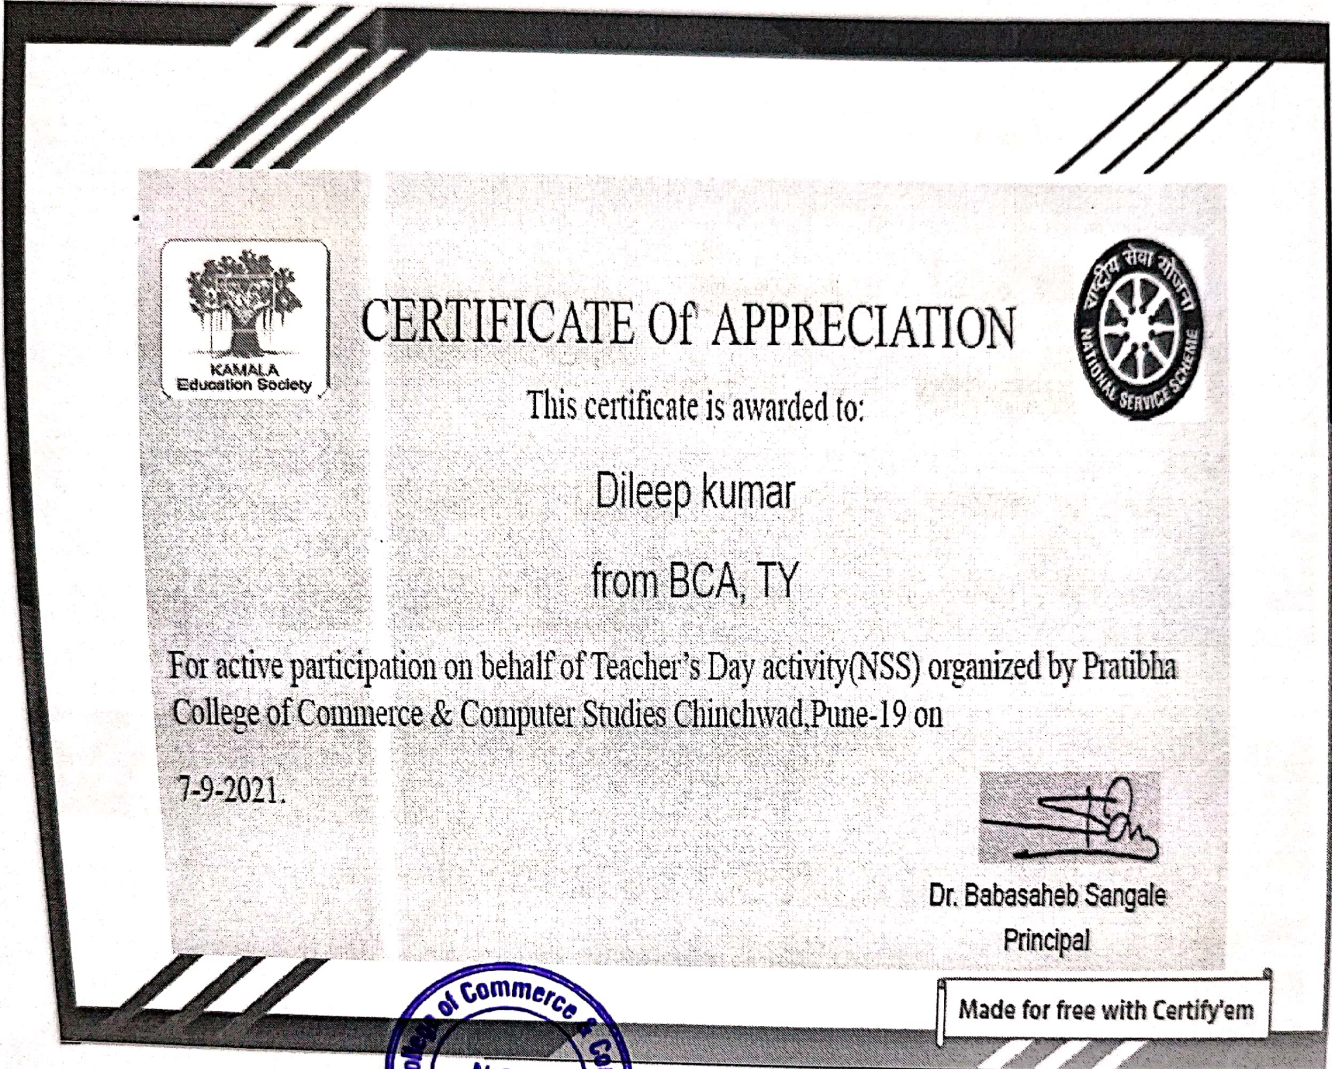 KAMALA
Education Society
CERTIFICATE Of APPRECIATION
राष्ट्रीय सेवा योजना
NATIONAL SERVICE SCHEME
This certificate is awarded to:
Dileep kumar
from BCA, TY
For active participation on behalf of Teacher’s Day activity(NSS) organized by Pratibha
College of Commerce & Computer Studies Chinchwad,Pune-19 on
7-9-2021.
Dr. Babasaheb Sangale
Principal
of Commerce &
Made for free with Certify'em